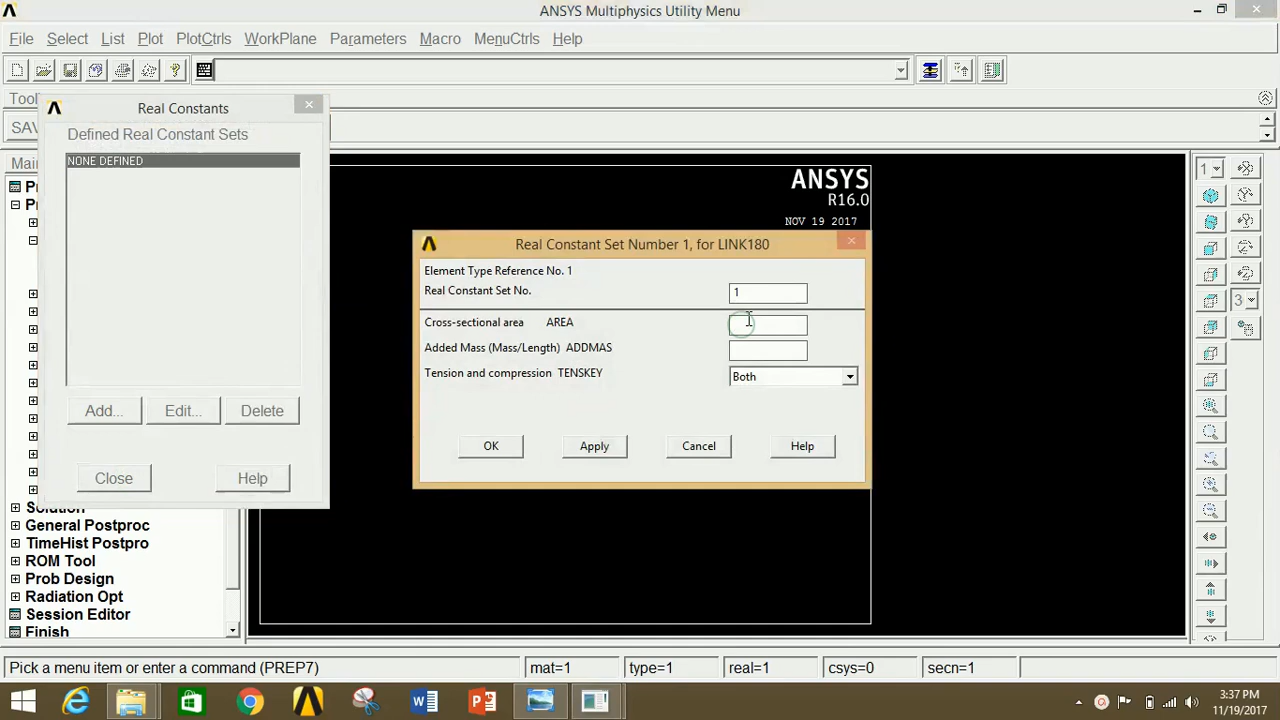 ANSYS Multiphysics Utility Menu
File Select List Plot PlotCtrls WorkPlane Parameters Macro MenuCtrls Help
Real Constants
Defined Real Constant Sets
NONE DEFINED
Add... Edit... Delete
Close Help
ANSYS
R16.0
NOV 19 2017
Real Constant Set Number 1, for LINK180
Element Type Reference No. 1
Real Constant Set No. 1
Cross-sectional area AREA
Added Mass (Mass/Length) ADDMAS
Tension and compression TENSKEY Both
OK Apply Cancel Help
1
3
General Postproc
TimeHist Postpro
ROM Tool
Prob Design
Radiation Opt
Session Editor
Finish
Pick a menu item or enter a command (PREP7) mat=1 type=1 real=1 csys=0 secn=1
3:37 PM
11/19/2017